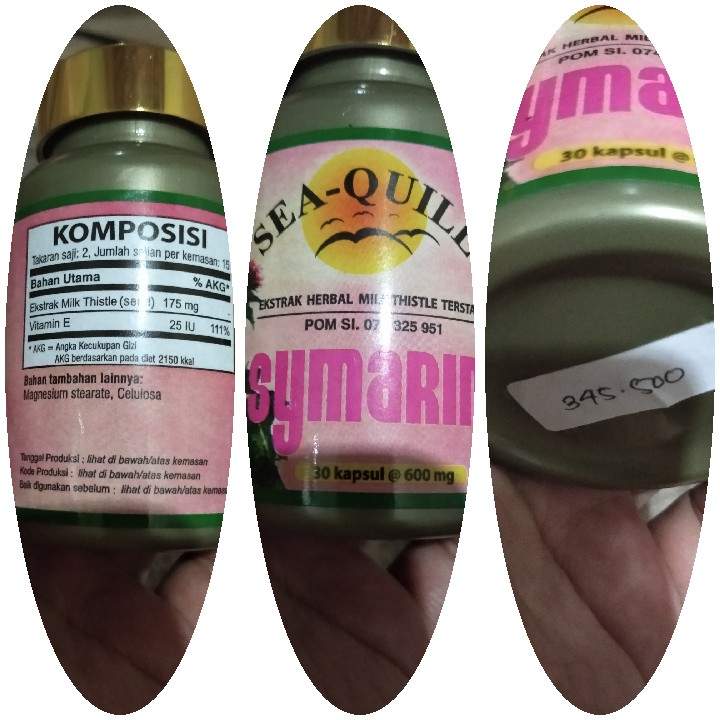 KOMPOSISI
Takaran saji: 2, Jumlah sajian per kemasan: 15
Bahan Utama % AKG*
Ekstrak Milk Thistle (seed) 175 mg -
Vitamin E 25 IU 111%
* AKG = Angka Kecukupan Gizi
AKG berdasarkan pada diet 2150 kkal
Bahan tambahan lainnya:
Magnesium stearate, Celulosa
Tanggal Produksi : lihat di bawah/atas kemasan
Kode Produksi : lihat di bawah/atas kemasan
Baik digunakan sebelum : lihat di bawah/atas kemasan
SEA-QUILL
EKSTRAK HERBAL MILK THISTLE TERSTA
POM SI. 325 951
SYMARIN
30 kapsul @ 600 mg
HERBAL
POM SI.
yma
30 kapsul @
345.500